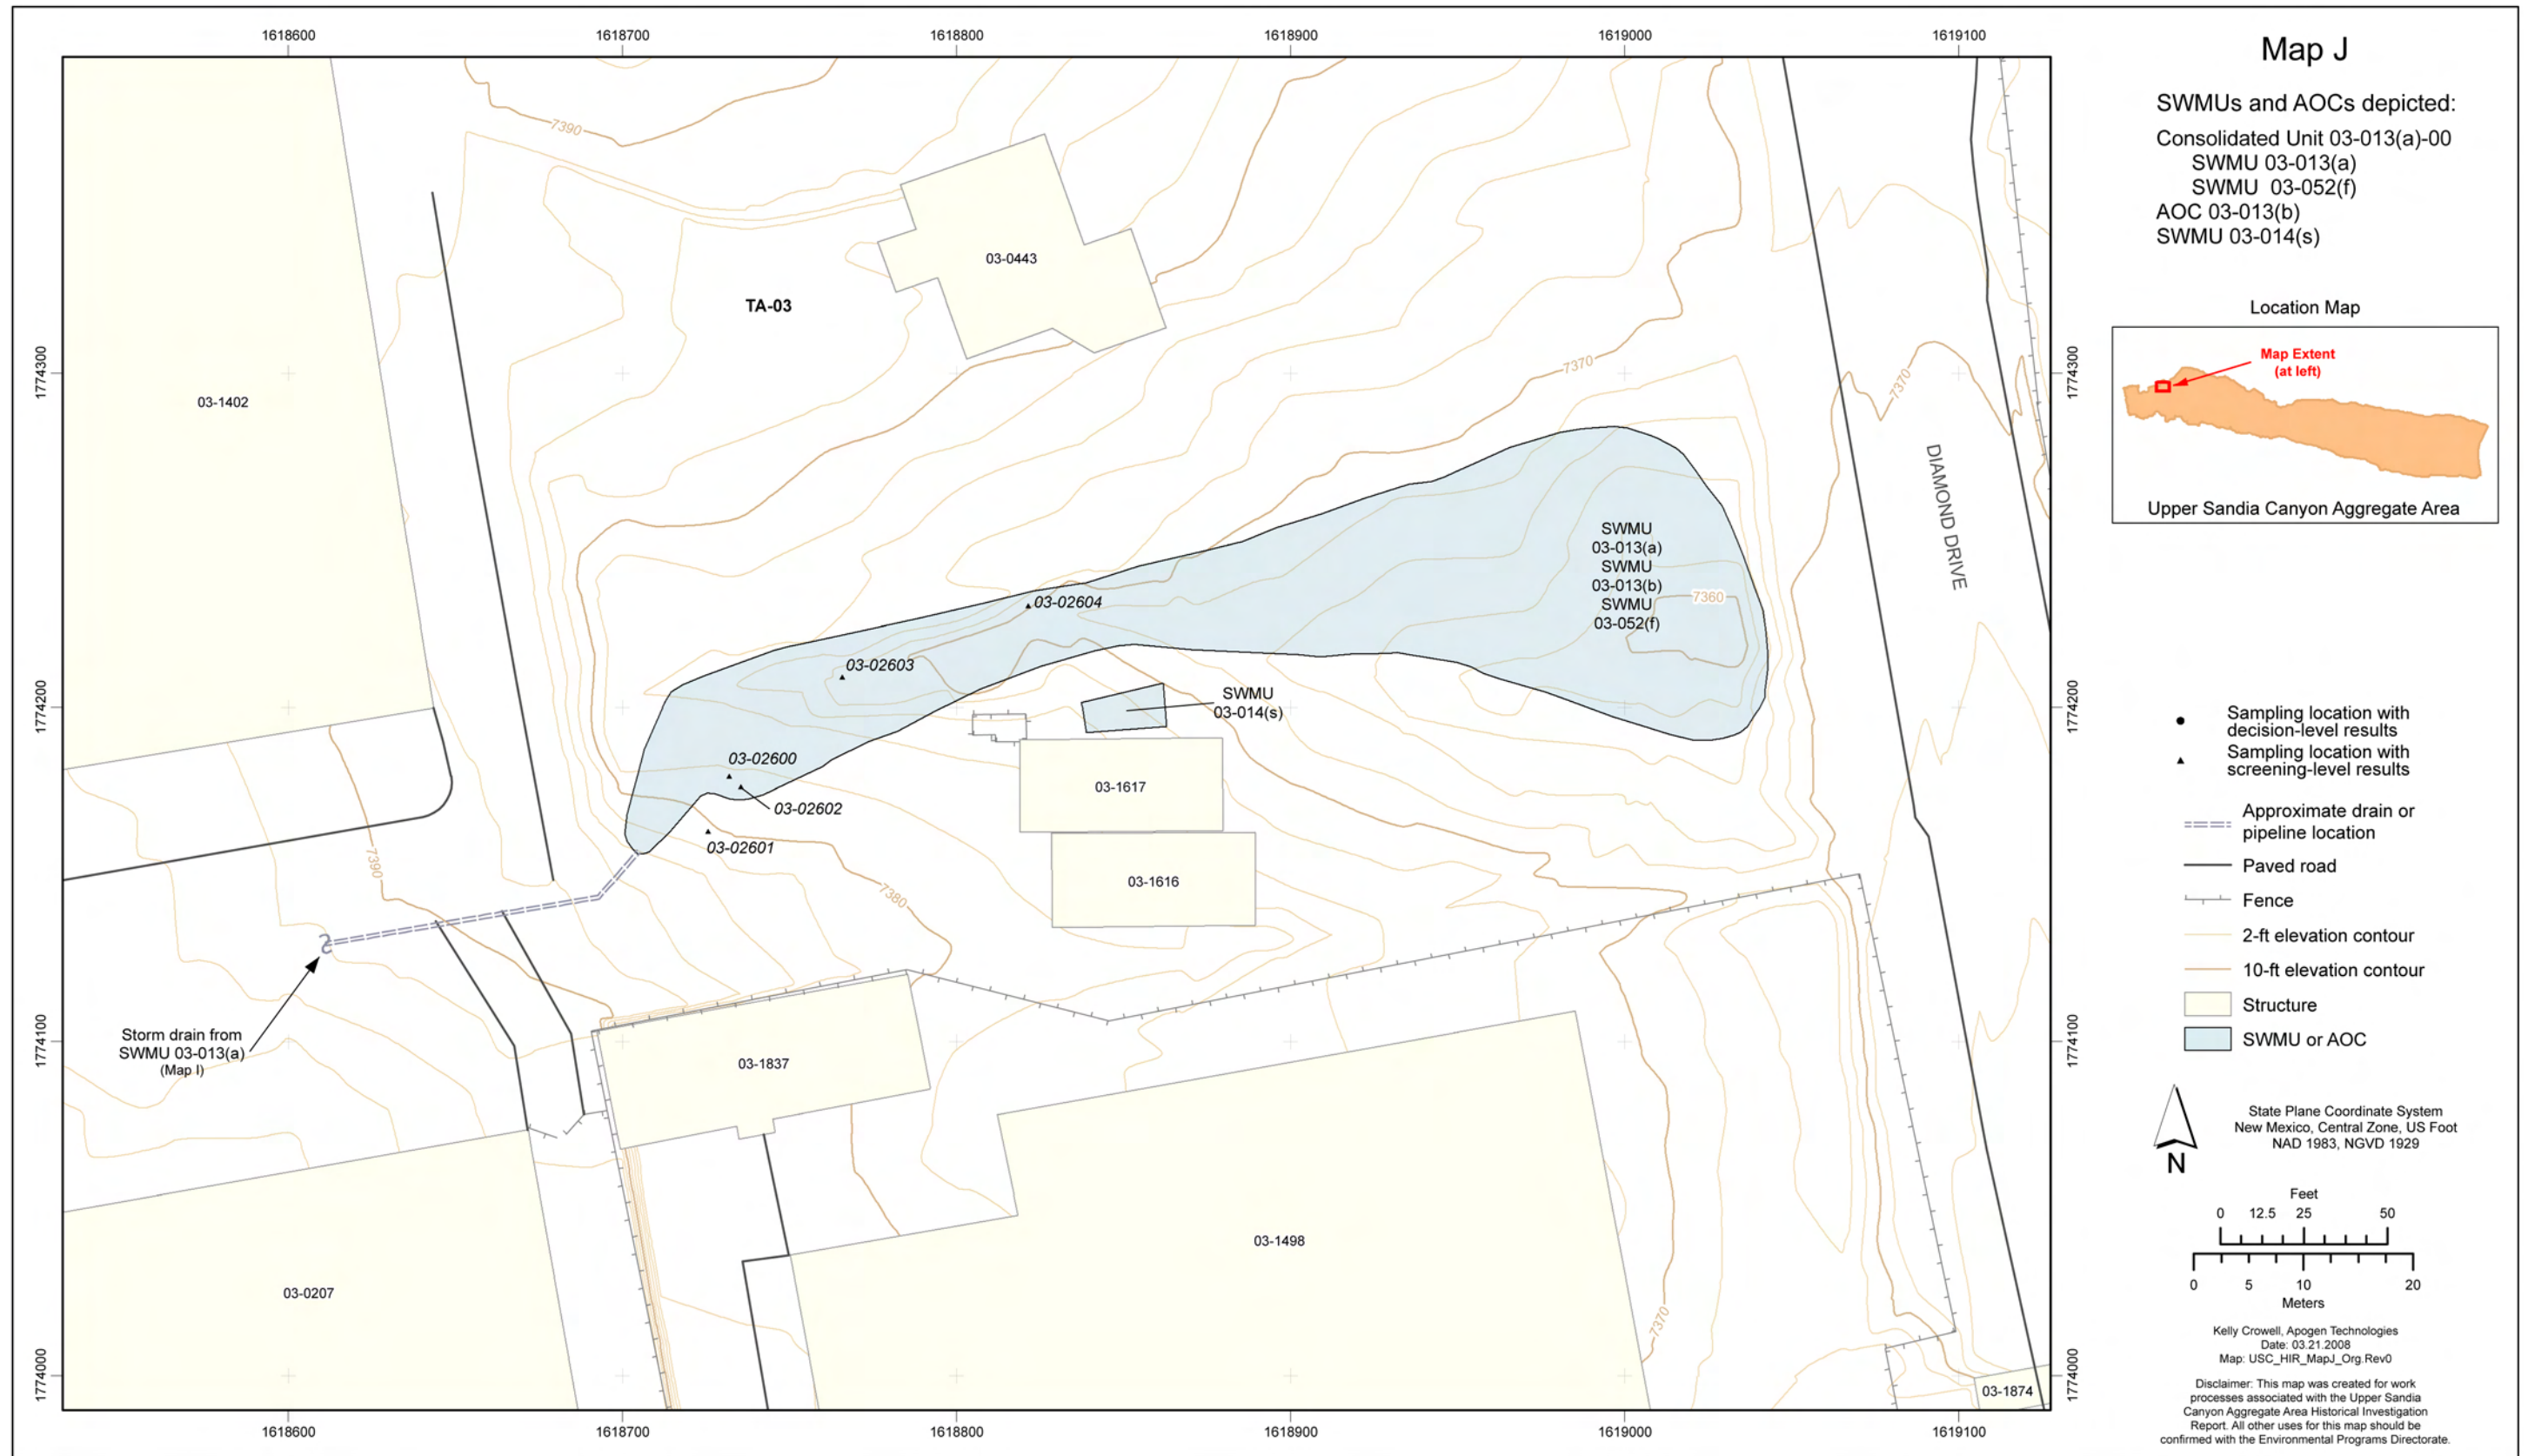 1618600
1618700
1618800
1618900
1619000
1619100
Map J
SWMUs and AOCs depicted:
Consolidated Unit 03-013(a)-00
SWMU 03-013(a)
SWMU 03-052(f)
AOC 03-013(b)
SWMU 03-014(s)
Location Map
Map Extent
(at left)
Upper Sandia Canyon Aggregate Area
7390
03-0443
TA-03
1774300
1774300
03-1402
7370
7370
DIAMOND DRIVE
SWMU
03-013(a)
SWMU
03-013(b)
SWMU
03-052(f)
7360
03-02604
03-02603
1774200
1774200
SWMU
03-014(s)
03-02600
03-02602
03-02601
03-1617
03-1616
7390
7380
Storm drain from
SWMU 03-013(a)
(Map I)
1774100
1774100
03-1837
03-1498
03-0207
7370
1774000
1774000
03-1874
1618600
1618700
1618800
1618900
1619000
1619100
Sampling location with
decision-level results
Sampling location with
screening-level results
Approximate drain or
pipeline location
Paved road
Fence
2-ft elevation contour
10-ft elevation contour
Structure
SWMU or AOC
N
State Plane Coordinate System
New Mexico, Central Zone, US Foot
NAD 1983, NGVD 1929
Feet
0 12.5 25 50
0 5 10 20
Meters
Kelly Crowell, Apogen Technologies
Date: 03.21.2008
Map: USC_HIR_MapJ_Org.Rev0
Disclaimer: This map was created for work
processes associated with the Upper Sandia
Canyon Aggregate Area Historical Investigation
Report. All other uses for this map should be
confirmed with the Environmental Programs Directorate.